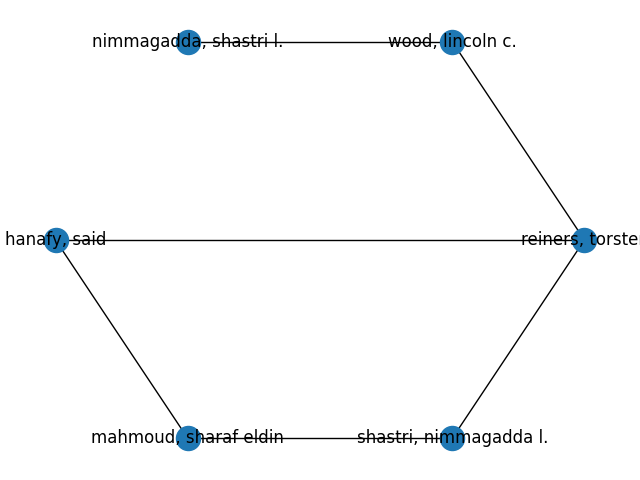 nimmagadda, shastri l.
wood, lincoln c.
hanafy, said
reiners, torste
mahmoud, sharaf eldin
shastri, nimmagadda l.